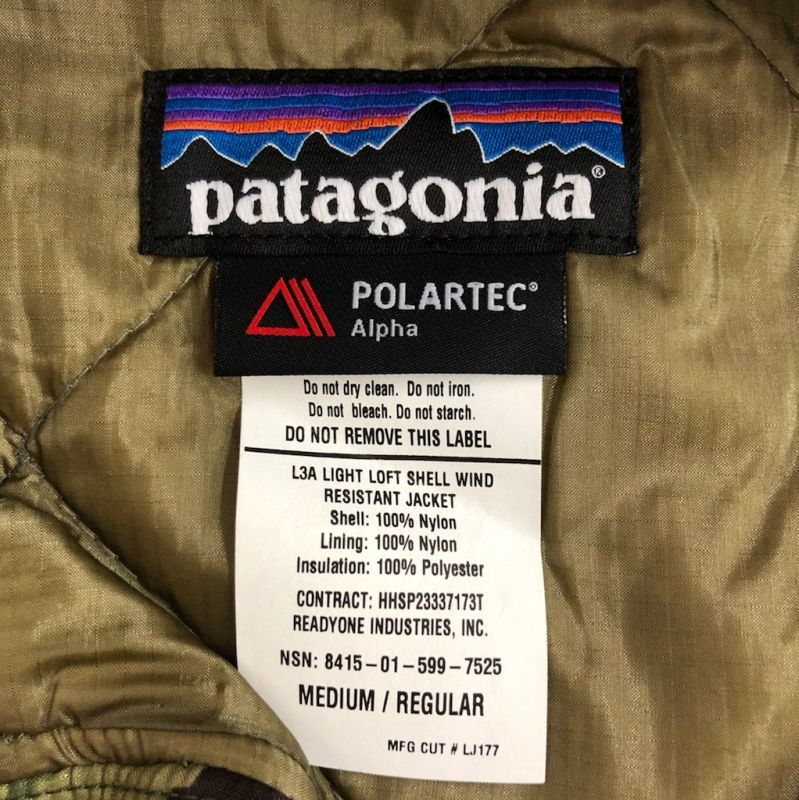 patagonia®
POLARTEC®
Alpha
Do not dry clean. Do not iron.
Do not bleach. Do not starch.
DO NOT REMOVE THIS LABEL
L3A LIGHT LOFT SHELL WIND
RESISTANT JACKET
Shell: 100% Nylon
Lining: 100% Nylon
Insulation: 100% Polyester
CONTRACT: HHSP23337173T
READYONE INDUSTRIES, INC.
NSN: 8415-01-599-7525
MEDIUM / REGULAR
MFG CUT # LJ177